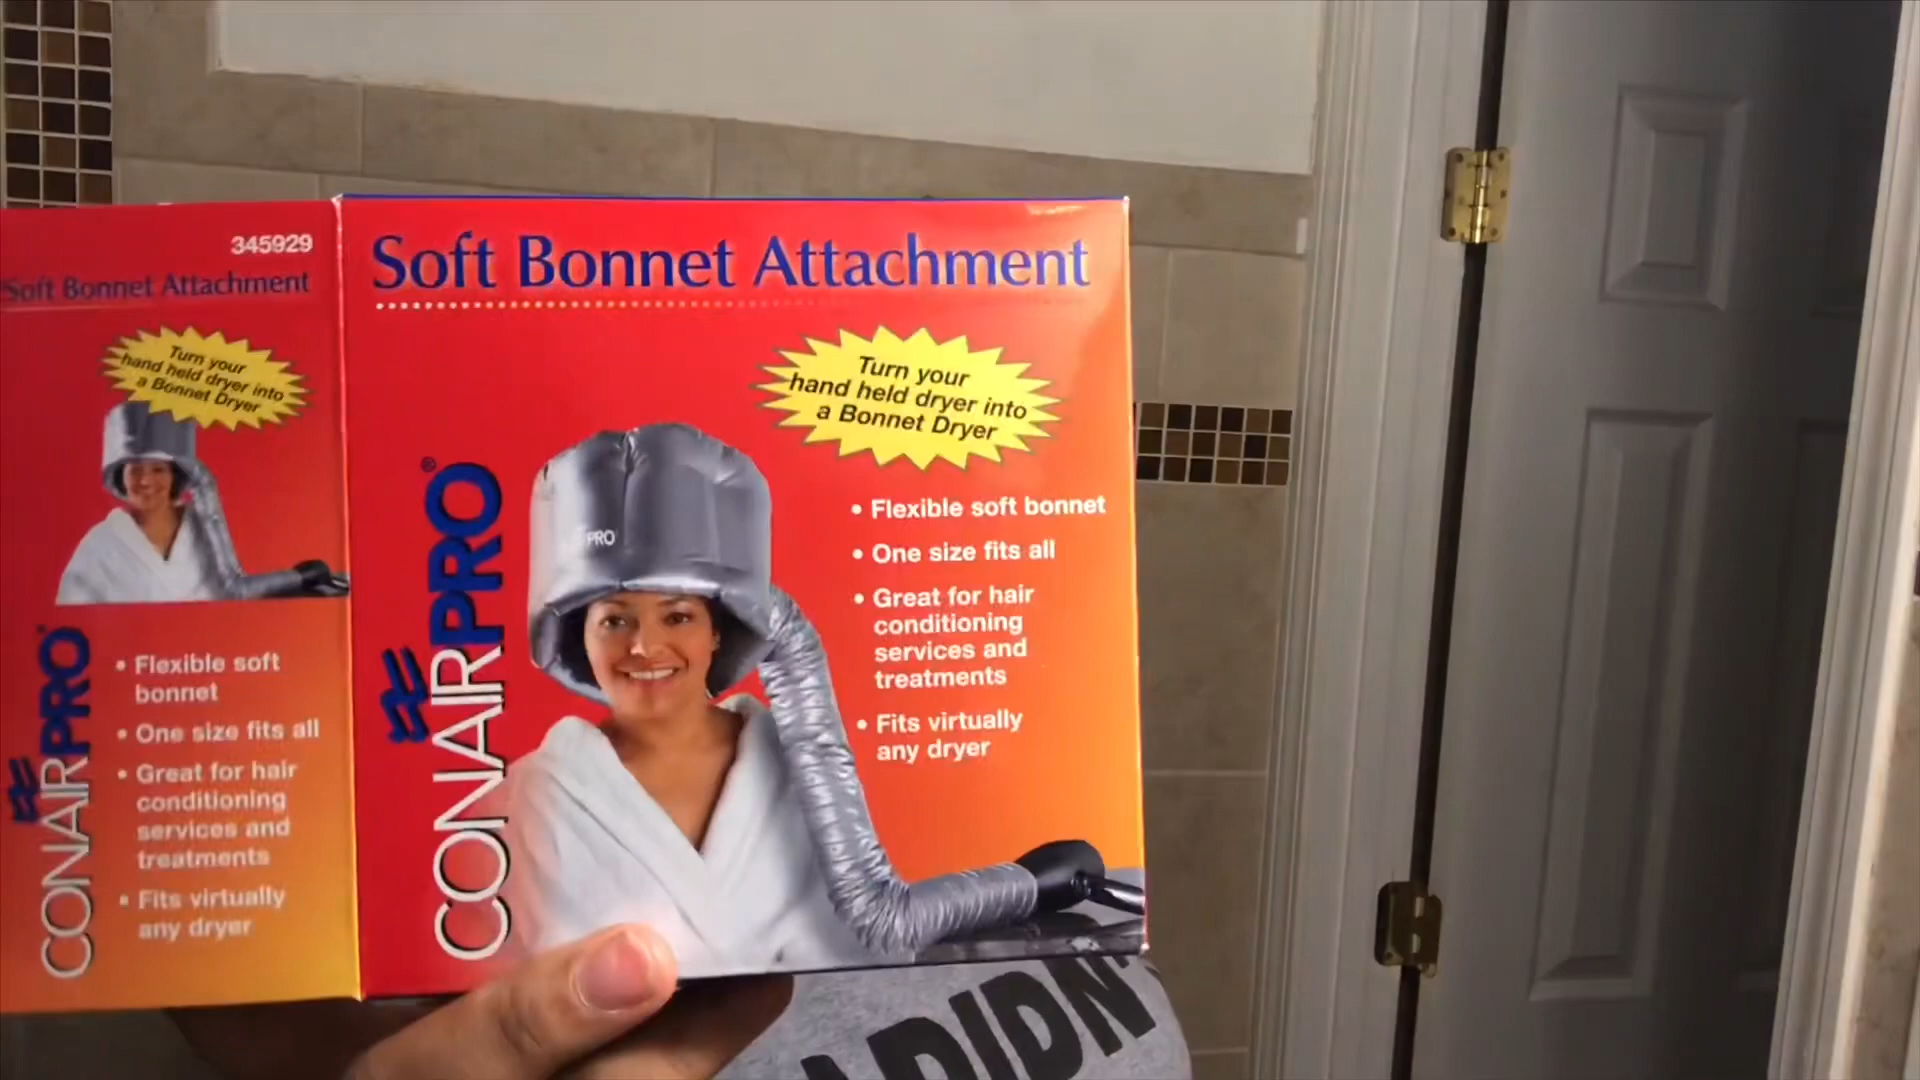 345929
Soft Bonnet Attachment
Turn your
hand held dryer into
a Bonnet Dryer
CONAIRPRO
• Flexible soft
bonnet
• One size fits all
• Great for hair
conditioning
services and
treatments
• Fits virtually
any dryer
Soft Bonnet Attachment
Turn your
hand held dryer into
a Bonnet Dryer
CONAIRPRO®
PRO
• Flexible soft bonnet
• One size fits all
• Great for hair
conditioning
services and
treatments
• Fits virtually
any dryer
DIDN'